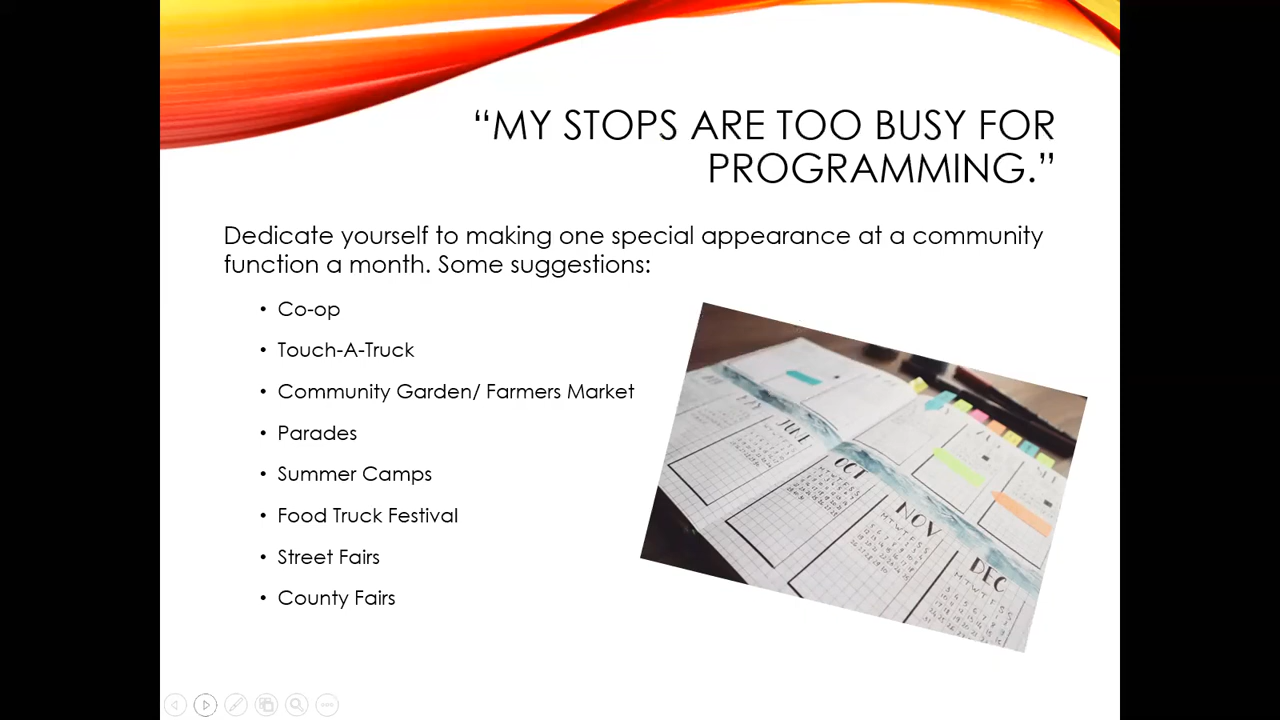 “MY STOPS ARE TOO BUSY FOR
PROGRAMMING.”
Dedicate yourself to making one special appearance at a community
function a month. Some suggestions:
• Co-op
• Touch-A-Truck
• Community Garden/ Farmers Market
• Parades
• Summer Camps
• Food Truck Festival
• Street Fairs
• County Fairs
OCT
NOV
DEC